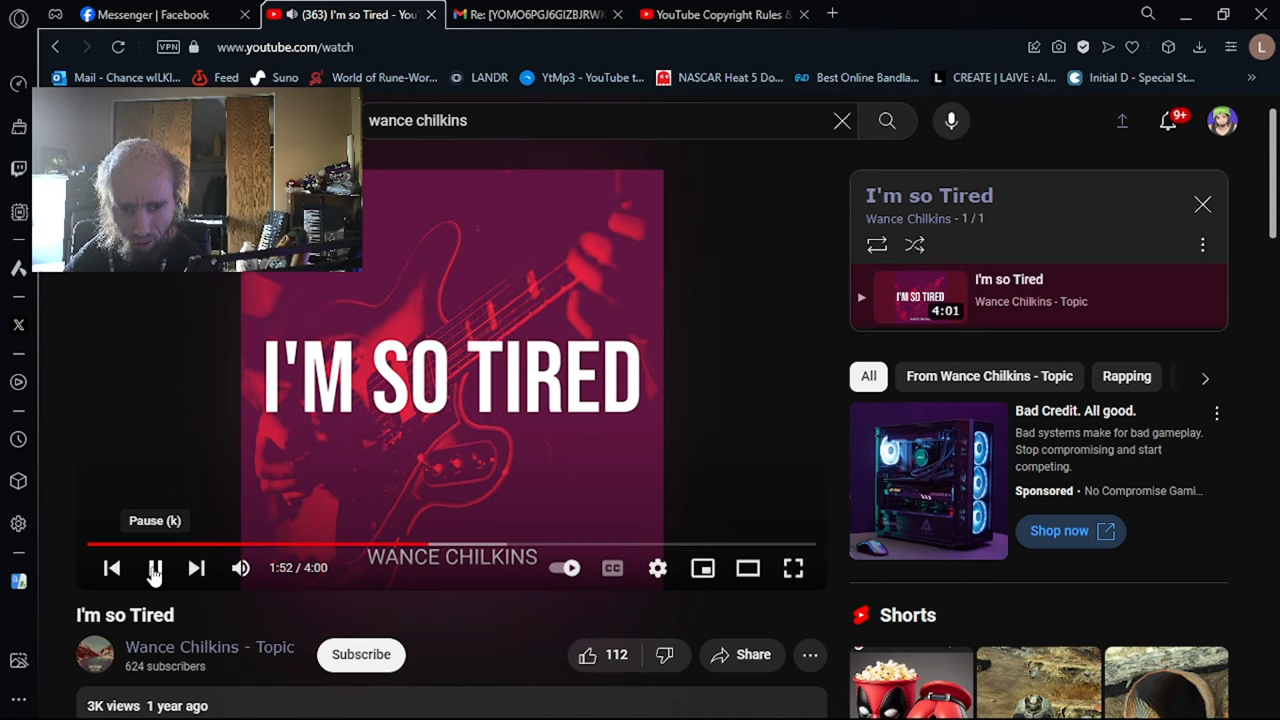 Messenger | Facebook
(363) I'm so Tired - You
Re: [YOMO6PGJ6GIZBJRWK
YouTube Copyright Rules &
VPN
www.youtube.com/watch
L
Mail - Chance wILKI...
Feed
Suno
World of Rune-Wor...
LANDR
YtMp3 - YouTube t...
NASCAR Heat 5 Do...
Best Online Bandla...
L CREATE | LAIVE : AI...
Initial D - Special St...
wance chilkins
9+
I'M SO TIRED
WANCE CHILKINS
Pause (k)
1:52 / 4:00
CC
I'm so Tired
Wance Chilkins - Topic
624 subscribers
Subscribe
112
Share
3K views 1 year ago
I'm so Tired
Wance Chilkins - 1 / 1
I'M SO TIRED
4:01
I'm so Tired
Wance Chilkins - Topic
All
From Wance Chilkins - Topic
Rapping
Bad Credit. All good.
Bad systems make for bad gameplay.
Stop compromising and start
competing.
Sponsored • No Compromise Gami...
Shop now
Shorts